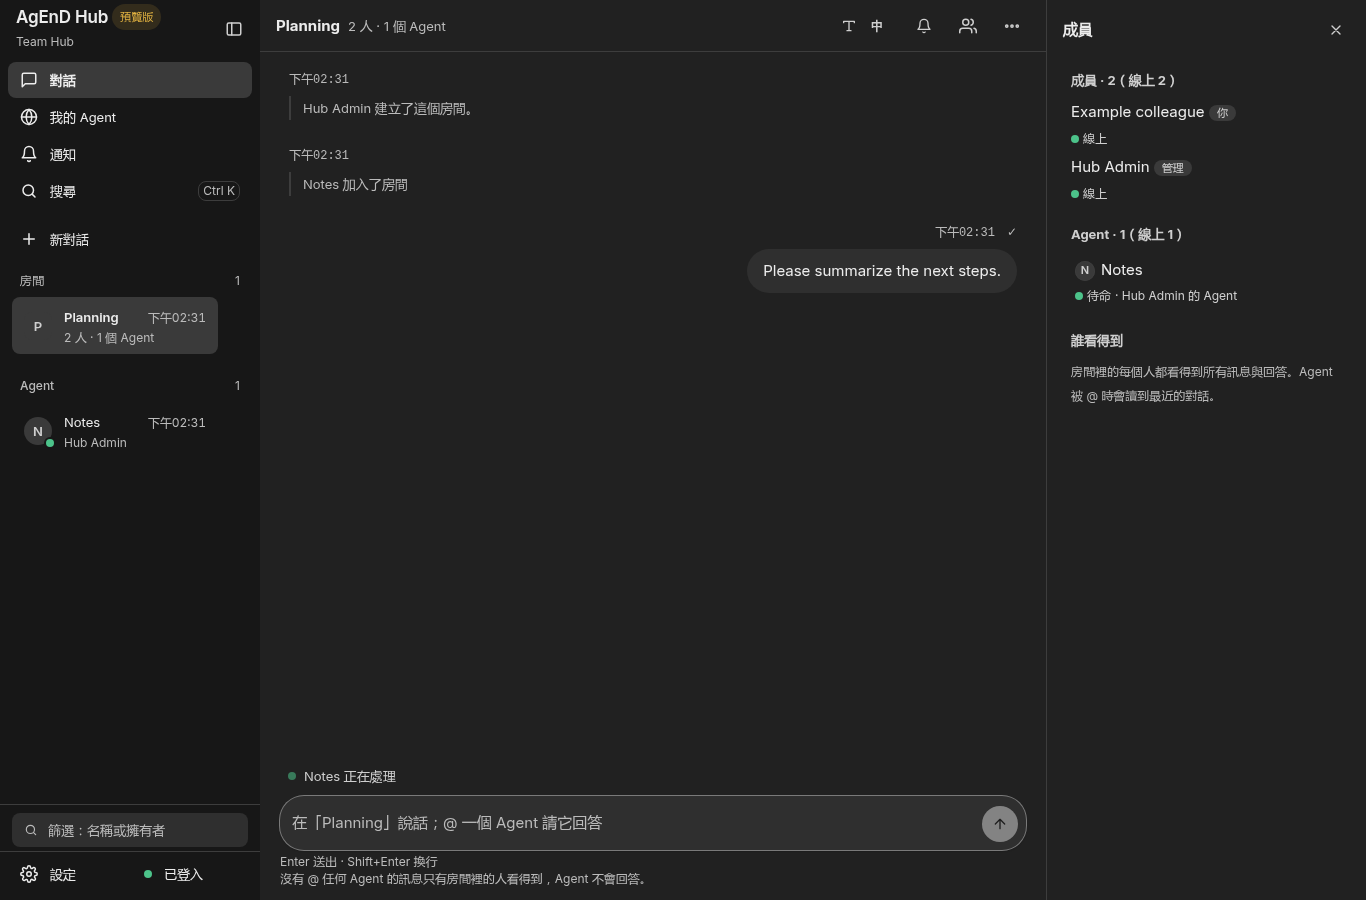 AgEnD Hub 預覽版
Team Hub
對話
我的 Agent
通知
搜尋 Ctrl K
新對話
房間 1
P Planning 下午02:31
2 人 · 1 個 Agent
Agent 1
N Notes 下午02:31
Hub Admin
篩選：名稱或擁有者
設定 已登入
Planning 2 人 · 1 個 Agent 中
下午02:31
Hub Admin 建立了這個房間。
下午02:31
Notes 加入了房間
下午02:31 ✓
Please summarize the next steps.
Notes 正在處理
在「Planning」說話；@ 一個 Agent 請它回答
Enter 送出 · Shift+Enter 換行
沒有 @ 任何 Agent 的訊息只有房間裡的人看得到，Agent 不會回答。
成員
成員 · 2（線上 2）
Example colleague 你
線上
Hub Admin 管理
線上
Agent · 1（線上 1）
N Notes
待命 · Hub Admin 的 Agent
誰看得到
房間裡的每個人都看得到所有訊息與回答。Agent
被 @ 時會讀到最近的對話。